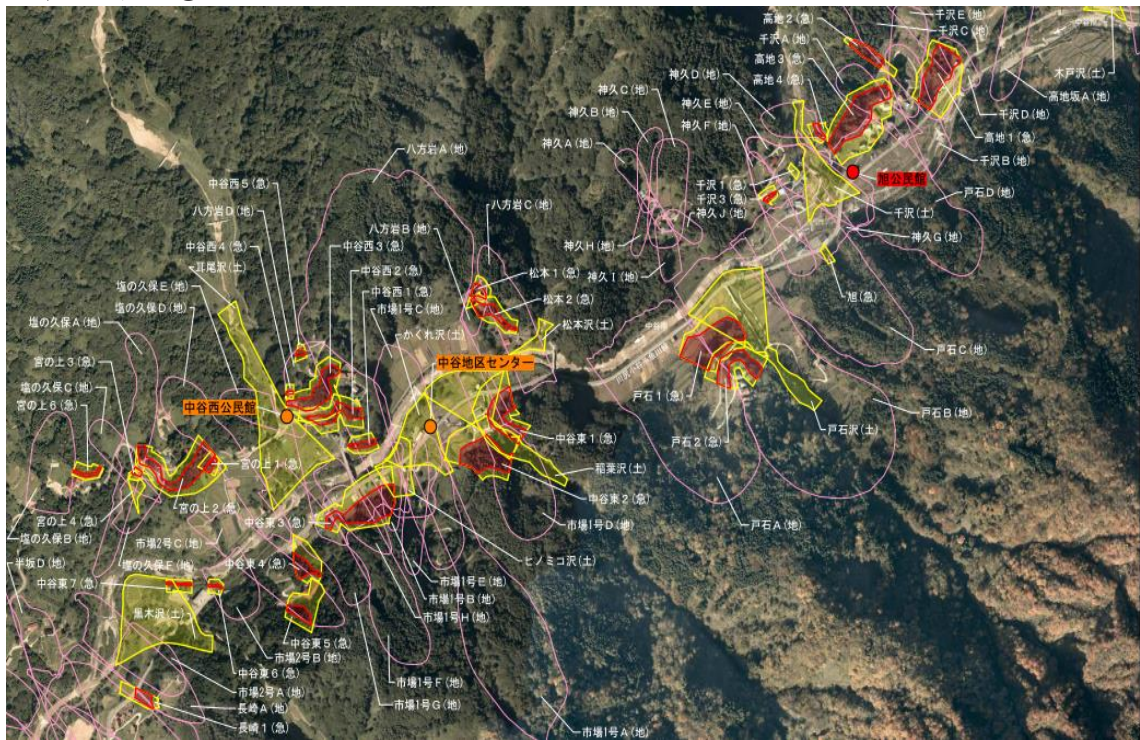 高地2(急)
千沢E(地)
千沢C(地)
千沢A(地)
高地3(急)
高地4(急)
木戸沢(土)
高地坂A(地)
千沢D(地)
高地1(急)
千沢B(地)
神久D(地)
神久C(地)
神久B(地)
神久E(地)
神久A(地)
神久F(地)
旭公民館
千沢1(急)
千沢3(急)
戸石D(地)
千沢(土)
神久J(地)
神久G(地)
神久H(地)
神久I(地)
旭(急)
八方岩A(地)
中谷西5(急)
八方岩D(地)
八方岩C(地)
八方岩B(地)
中谷西4(急)
中谷西3(急)
耳尾沢(土)
中谷西2(急)
松本1(急)
塩の久保E(地)
中谷西1(急)
松本2(急)
塩の久保D(地)
市場1号C(地)
塩の久保A(地)
かくれ沢(土)
松本沢(土)
戸石C(地)
宮の上3(急)
中谷地区センター
塩の久保C(地)
戸石1(急)
戸石B(地)
宮の上6(急)
中谷西公民館
戸石2(急)
戸石沢(土)
中谷東1(急)
宮の上1(急)
稲葉沢(土)
中谷東2(急)
宮の上2(急)
宮の上4(急)
中谷東3(急)
市場1号D(地)
戸石A(地)
塩の久保B(地)
市場2号C(地)
ヒノミコ沢(土)
半坂D(地)
塩の久保F(地)
中谷東4(急)
中谷東7(急)
市場1号E(地)
市場1号B(地)
黒木沢(土)
市場1号H(地)
中谷東5(急)
市場2号B(地)
中谷東6(急)
市場1号F(地)
市場2号A(地)
長崎A(地)
市場1号G(地)
長崎1(急)
市場1号A(地)